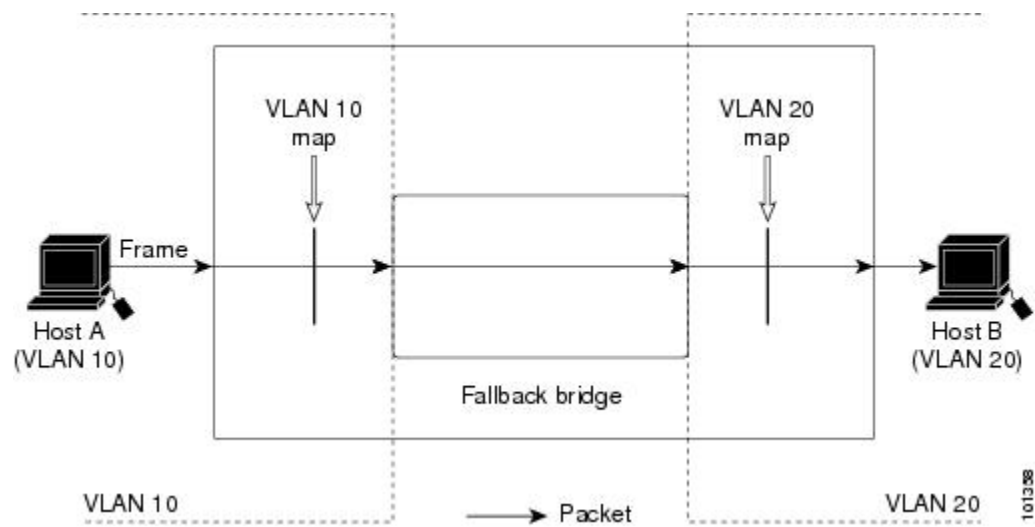 VLAN 10
map
VLAN 20
map
Frame
Host A
(VLAN 10)
Host B
(VLAN 20)
Fallback bridge
VLAN 10
Packet
VLAN 20
101358